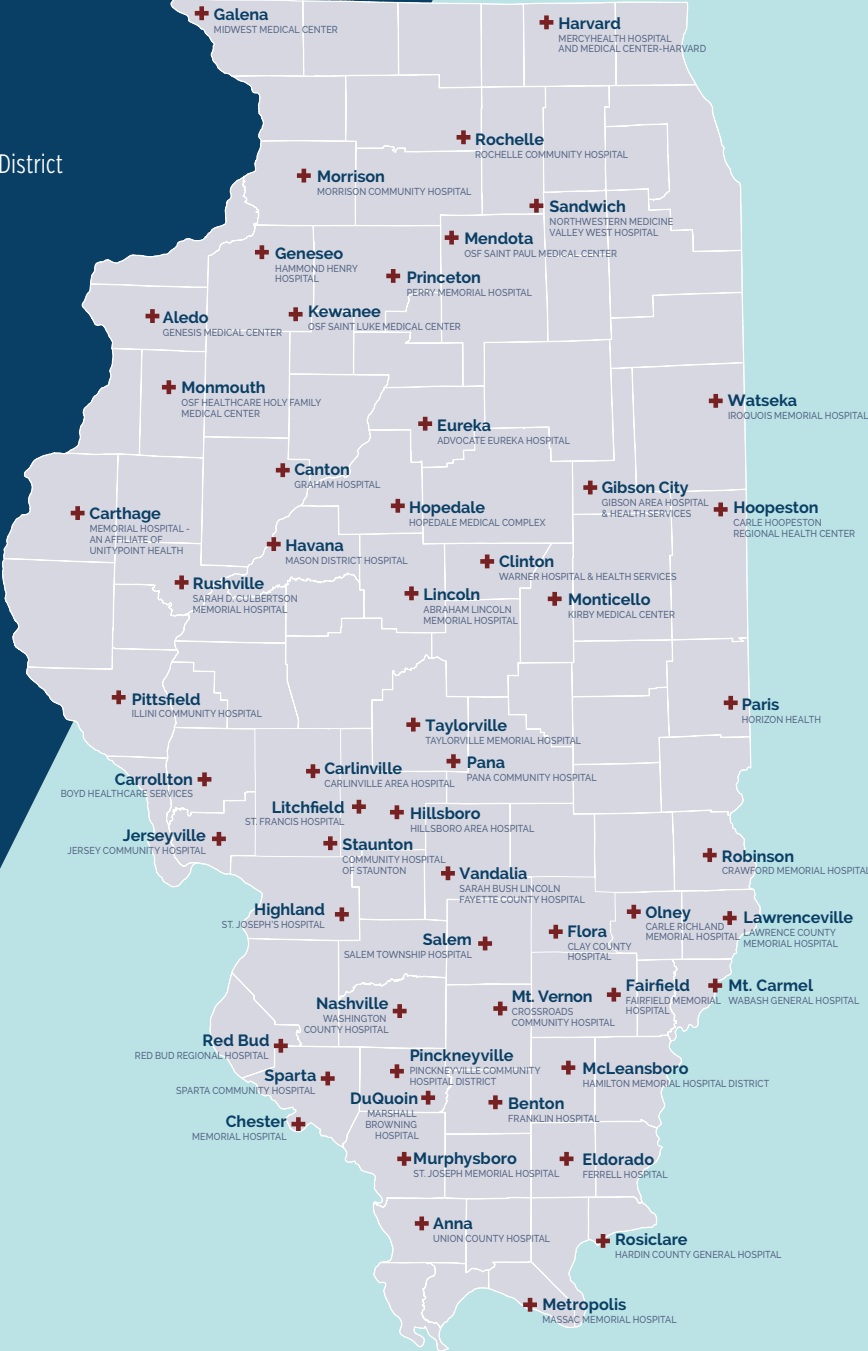 Galena
MIDWEST MEDICAL CENTER
Harvard
MERCYHEALTH HOSPITAL
AND MEDICAL CENTER-HARVARD
District
Rochelle
ROCHELLE COMMUNITY HOSPITAL
Morrison
MORRISON COMMUNITY HOSPITAL
Sandwich
NORTHWESTERN MEDICINE
VALLEY WEST HOSPITAL
Mendota
OSF SAINT PAUL MEDICAL CENTER
Geneseo
HAMMOND HENRY
HOSPITAL
Princeton
PERRY MEMORIAL HOSPITAL
Kewanee
OSF SAINT LUKE MEDICAL CENTER
Aledo
GENESIS MEDICAL CENTER
Monmouth
OSF HEALTHCARE HOLY FAMILY
MEDICAL CENTER
Watseka
IROQUOIS MEMORIAL HOSPITAL
Eureka
ADVOCATE EUREKA HOSPITAL
Canton
GRAHAM HOSPITAL
Gibson City
GIBSON AREA HOSPITAL
& HEALTH SERVICES
Hopedale
HOPEDALE MEDICAL COMPLEX
Hoopeston
CARLE HOOPESTON
REGIONAL HEALTH CENTER
Carthage
MEMORIAL HOSPITAL -
AN AFFILIATE OF
UNITYPOINT HEALTH
Havana
MASON DISTRICT HOSPITAL
Clinton
WARNER HOSPITAL & HEALTH SERVICES
Rushville
SARAH D. CULBERTSON
MEMORIAL HOSPITAL
Lincoln
ABRAHAM LINCOLN
MEMORIAL HOSPITAL
Monticello
KIRBY MEDICAL CENTER
Pittsfield
ILLINI COMMUNITY HOSPITAL
Paris
HORIZON HEALTH
Taylorville
TAYLORVILLE MEMORIAL HOSPITAL
Pana
PANA COMMUNITY HOSPITAL
Carlinville
CARLINVILLE AREA HOSPITAL
Carrollton
BOYD HEALTHCARE SERVICES
Litchfield
ST. FRANCIS HOSPITAL
Hillsboro
HILLSBORO AREA HOSPITAL
Jerseyville
JERSEY COMMUNITY HOSPITAL
Staunton
COMMUNITY HOSPITAL
OF STAUNTON
Robinson
CRAWFORD MEMORIAL HOSPITAL
Vandalia
SARAH BUSH LINCOLN
FAYETTE COUNTY HOSPITAL
Highland
ST. JOSEPH'S HOSPITAL
Olney
CARLE RICHLAND
MEMORIAL HOSPITAL
Lawrenceville
LAWRENCE COUNTY
MEMORIAL HOSPITAL
Salem
SALEM TOWNSHIP HOSPITAL
Flora
CLAY COUNTY
HOSPITAL
Fairfield
FAIRFIELD MEMORIAL
HOSPITAL
Mt. Carmel
WABASH GENERAL HOSPITAL
Nashville
WASHINGTON
COUNTY HOSPITAL
Mt. Vernon
CROSSROADS
COMMUNITY HOSPITAL
Red Bud
RED BUD REGIONAL HOSPITAL
Pinckneyville
PINCKNEYVILLE COMMUNITY
HOSPITAL DISTRICT
McLeansboro
HAMILTON MEMORIAL HOSPITAL DISTRICT
Sparta
SPARTA COMMUNITY HOSPITAL
DuQuoin
MARSHALL
BROWNING
HOSPITAL
Benton
FRANKLIN HOSPITAL
Chester
MEMORIAL HOSPITAL
Murphysboro
ST. JOSEPH MEMORIAL HOSPITAL
Eldorado
FERRELL HOSPITAL
Anna
UNION COUNTY HOSPITAL
Rosiclare
HARDIN COUNTY GENERAL HOSPITAL
Metropolis
MASSAC MEMORIAL HOSPITAL